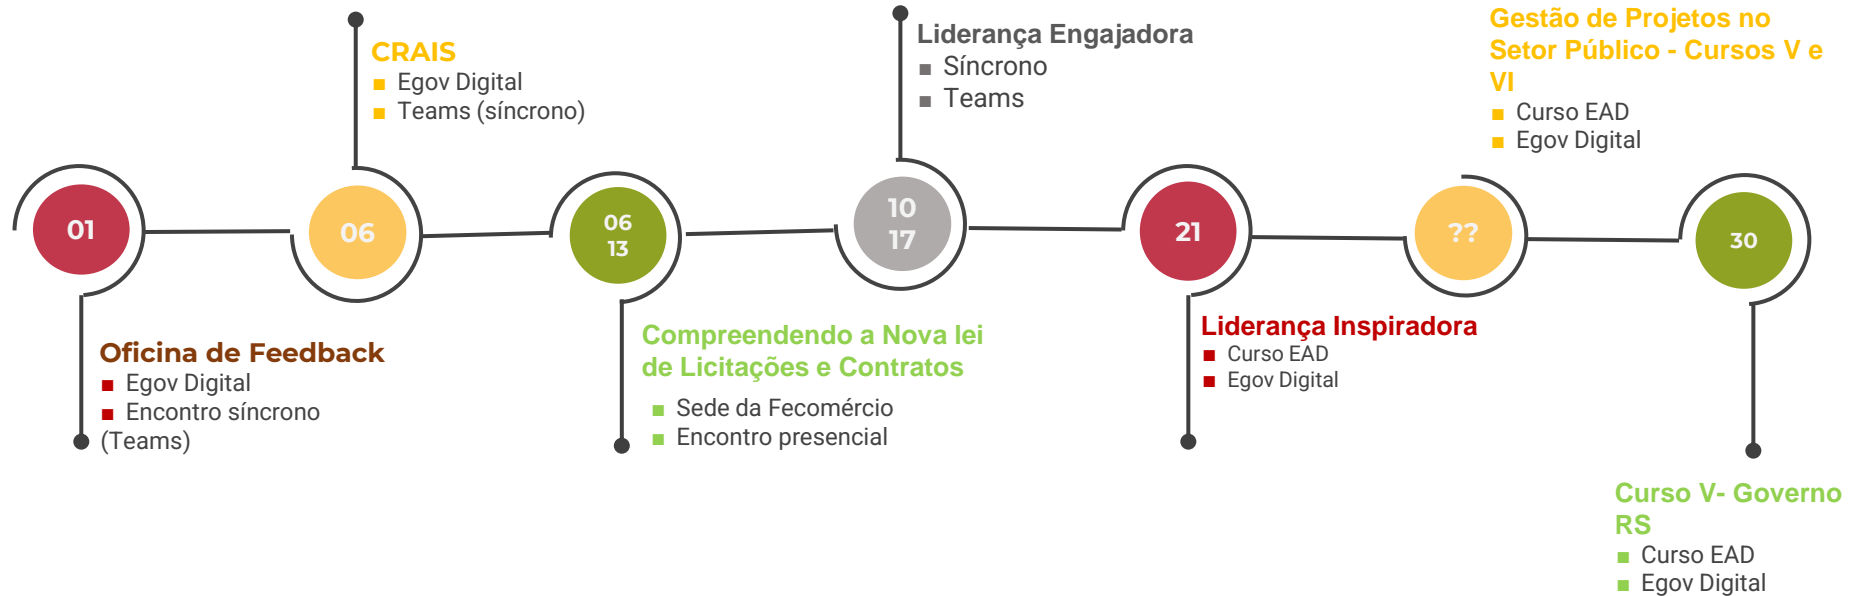 01
Oficina de Feedback
Egov Digital
Encontro síncrono
(Teams)
CRAIS
Egov Digital
Teams (síncrono)
06
06
13
Compreendendo a Nova lei
de Licitações e Contratos
Sede da Fecomércio
Encontro presencial
Liderança Engajadora
Síncrono
Teams
10
17
21
Liderança Inspiradora
Curso EAD
Egov Digital
Gestão de Projetos no
Setor Público - Cursos V e
VI
Curso EAD
Egov Digital
??
30
Curso V- Governo
RS
Curso EAD
Egov Digital